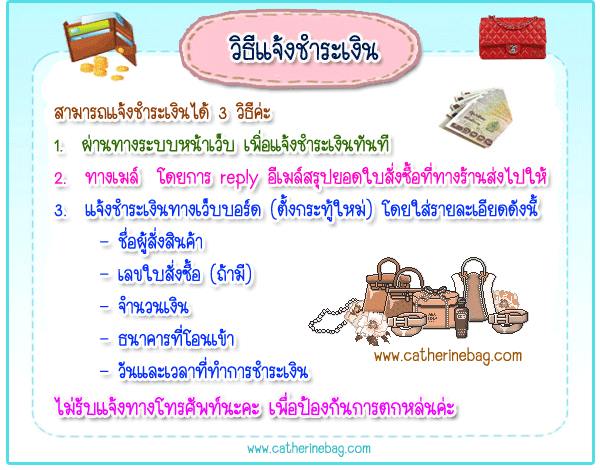 วิธีแจ้งชำระเงิน
สามารถแจ้งชำระเงินได้ 3 วิธีค่ะ
1. ผ่านทางระบบหน้าเว็บ เพื่อแจ้งชำระเงินทันที
2. ทางเมล์ โดยการ reply อีเมล์สรุปยอดใบสั่งซื้อที่ทางร้านส่งไปให้
3. แจ้งชำระเงินทางเว็บบอร์ด (ตั้งกระทู้ใหม่) โดยใส่รายละเอียดดังนี้
- ชื่อผู้สั่งสินค้า
- เลขใบสั่งซื้อ (ถ้ามี)
- จำนวนเงิน
- ธนาคารที่โอนเข้า
- วันและเวลาที่ทำการชำระเงิน
www.catherinebag.com
ไม่รับแจ้งทางโทรศัพท์นะคะ เพื่อป้องกันการตกหล่นค่ะ
www.catherinebag.com